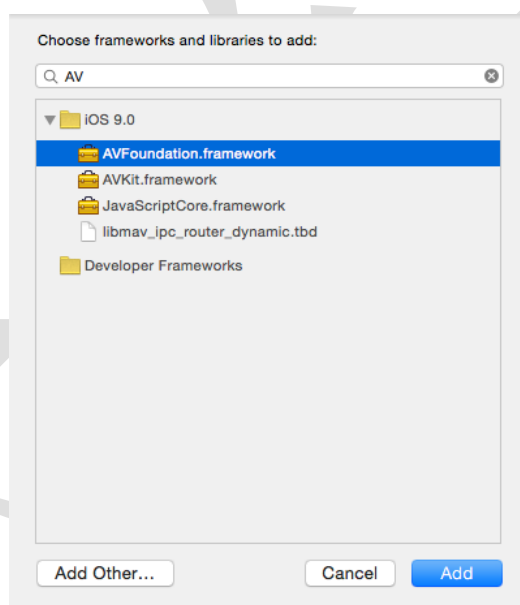 Choose frameworks and libraries to add:
AV
iOS 9.0
AVFoundation.framework
AVKit.framework
JavaScriptCore.framework
libmav_ipc_router_dynamic.tbd
Developer Frameworks
Add Other...
Cancel
Add